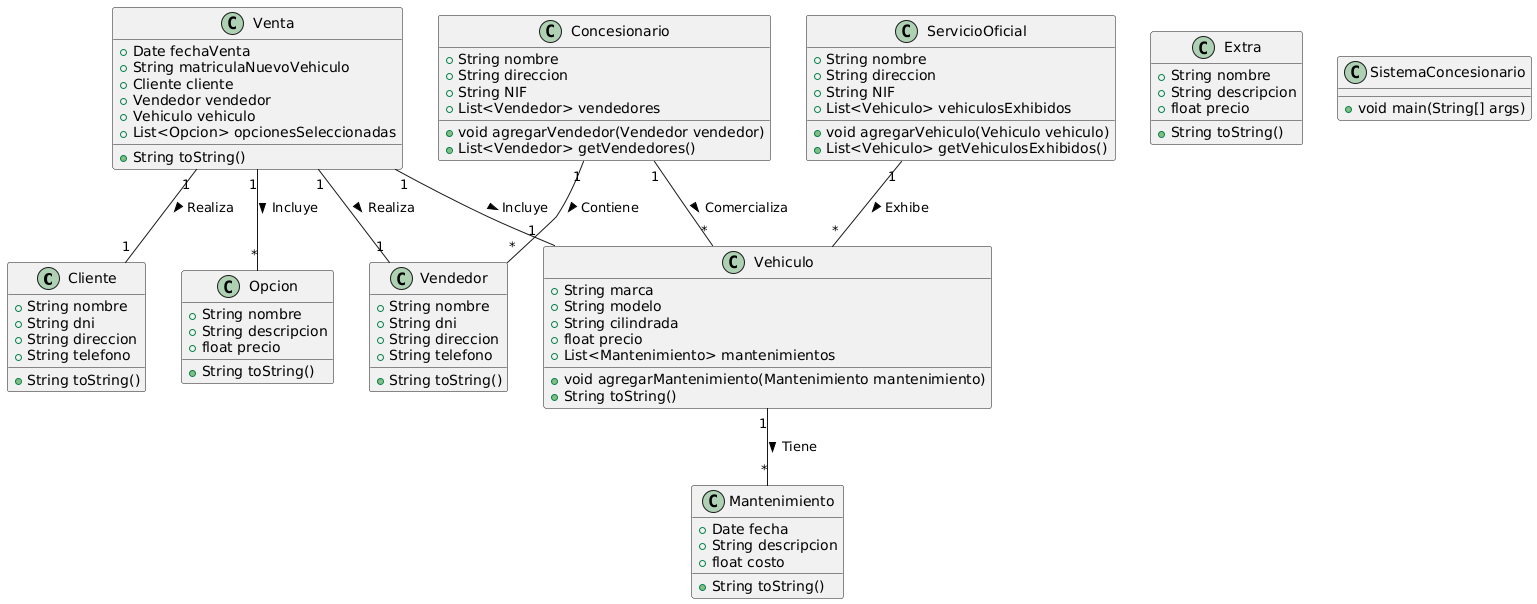 C Venta
Date fechaVenta
String matriculaNuevoVehiculo
Cliente cliente
Vendedor vendedor
Vehiculo vehiculo
List<Opcion> opcionesSeleccionadas
String toString()
C Concesionario
String nombre
String direccion
String NIF
List<Vendedor> vendedores
void agregarVendedor(Vendedor vendedor)
List<Vendedor> getVendedores()
C ServicioOficial
String nombre
String direccion
String NIF
List<Vehiculo> vehiculosExhibidos
void agregarVehiculo(Vehiculo vehiculo)
List<Vehiculo> getVehiculosExhibidos()
C Extra
String nombre
String descripcion
float precio
String toString()
C SistemaConcesionario
void main(String[] args)
1 1 1 1 1 1 1
Realiza Incluye Realiza Incluye Contiene Comercializa Exhibe
1 * 1 1 * * *
C Cliente
String nombre
String dni
String direccion
String telefono
String toString()
C Opcion
String nombre
String descripcion
float precio
String toString()
C Vendedor
String nombre
String dni
String direccion
String telefono
String toString()
C Vehiculo
String marca
String modelo
String cilindrada
float precio
List<Mantenimiento> mantenimientos
void agregarMantenimiento(Mantenimiento mantenimiento)
String toString()
1
Tiene
*
C Mantenimiento
Date fecha
String descripcion
float costo
String toString()